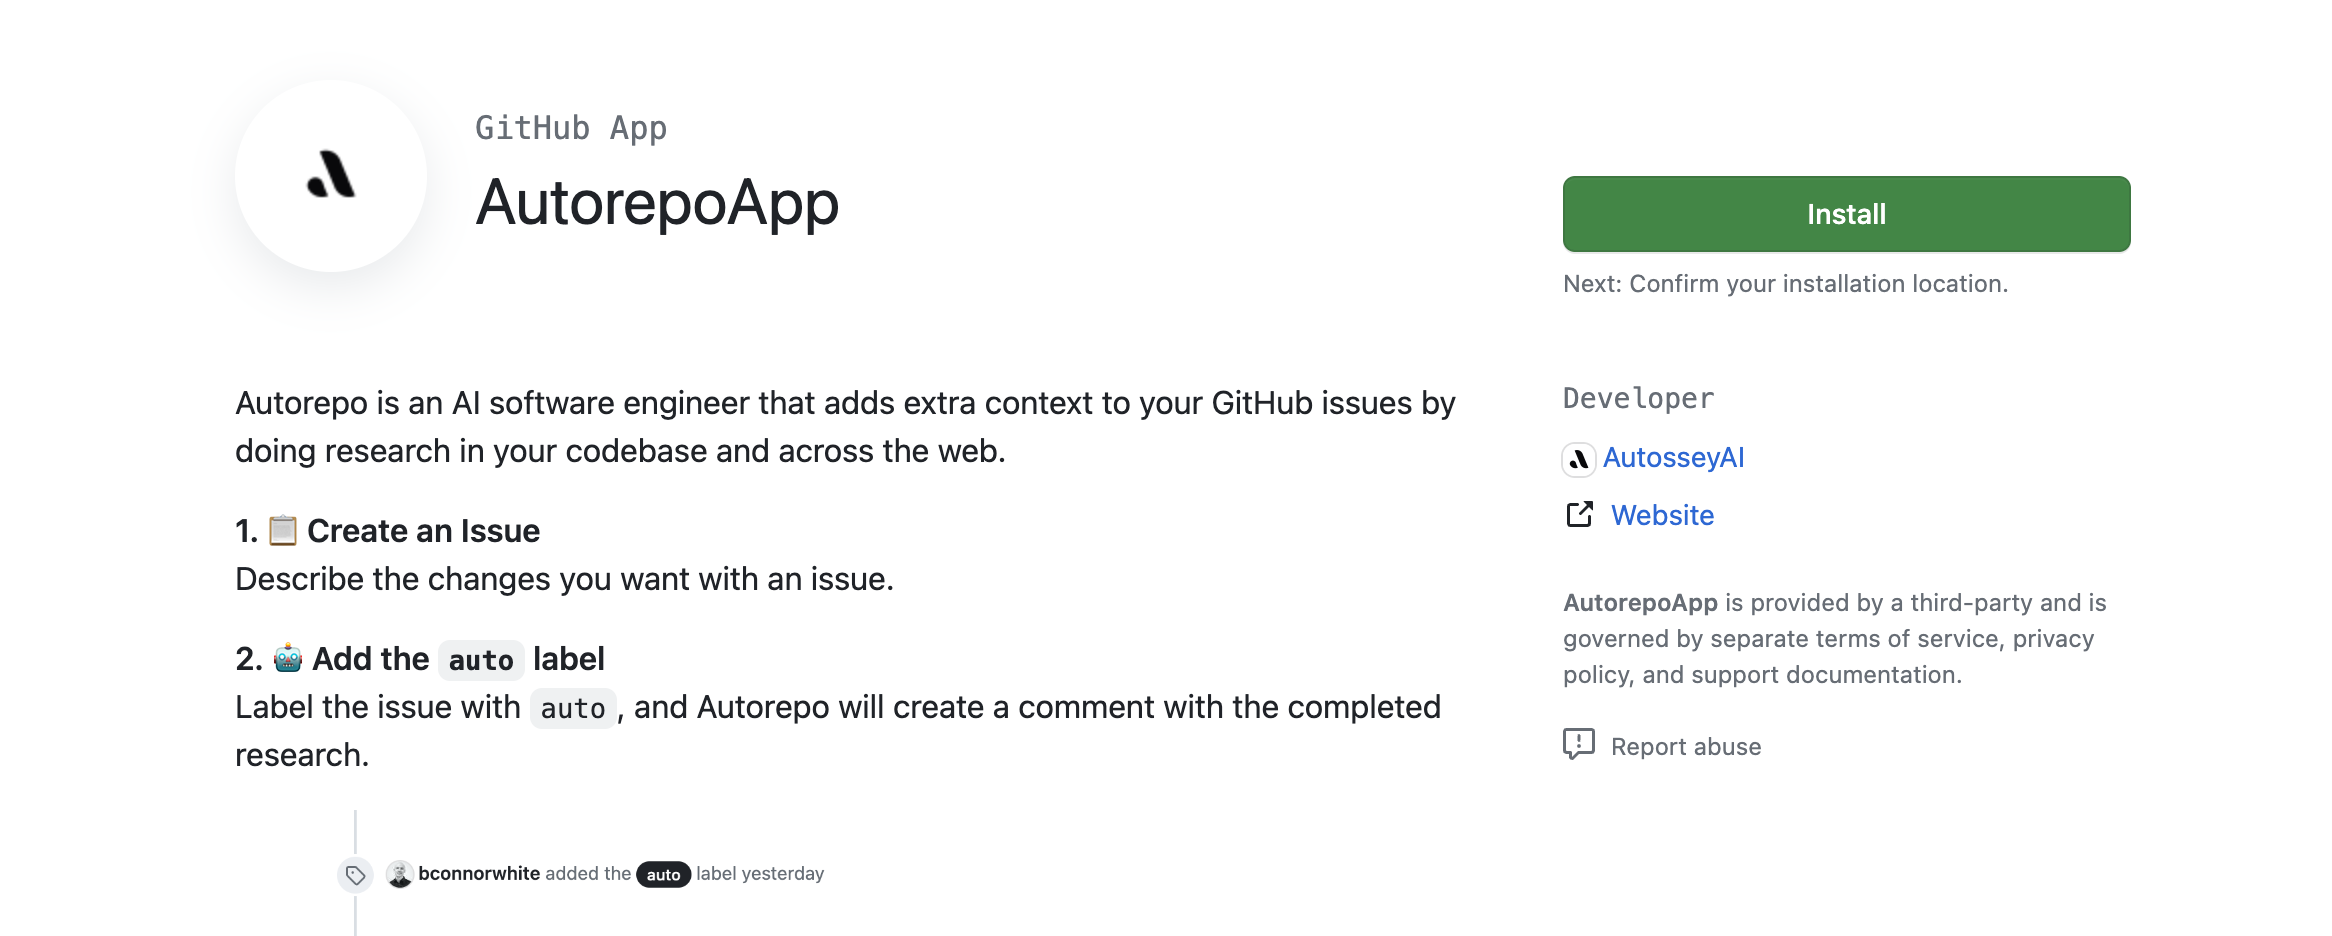 GitHub App
AutorepoApp
Install
Next: Confirm your installation location.
Autorepo is an AI software engineer that adds extra context to your GitHub issues by
doing research in your codebase and across the web.
1. 📋 Create an Issue
Describe the changes you want with an issue.
2. 🤖 Add the auto label
Label the issue with auto, and Autorepo will create a comment with the completed
research.
bconnorwhite added the auto label yesterday
Developer
AutosseyAI
Website
AutorepoApp is provided by a third-party and is
governed by separate terms of service, privacy
policy, and support documentation.
Report abuse